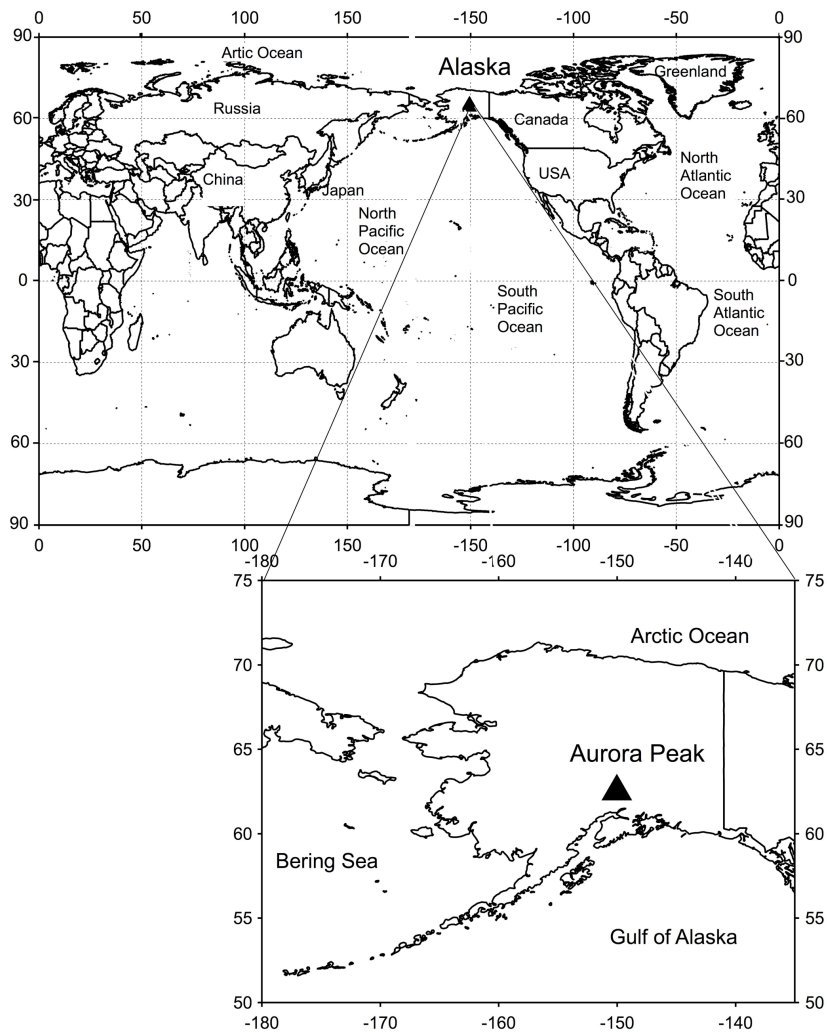 0 50 100 150 -150 -100 -50 0
90 90
Artic Ocean
Alaska
Greenland
Russia
60 Canada 60
China
USA
Japan
North
Atlantic
Ocean
30 30
North
Pacific
Ocean
0 0
South
Pacific
Ocean
South
Atlantic
Ocean
30 30
60 60
90 90
0 50 100 150 -150 -100 -50 0
-180 -170 -160 -150 -140
75 75
Arctic Ocean
70 70
65 65
Aurora Peak
60 60
Bering Sea
55 55
Gulf of Alaska
50 50
-180 -170 -160 -150 -140